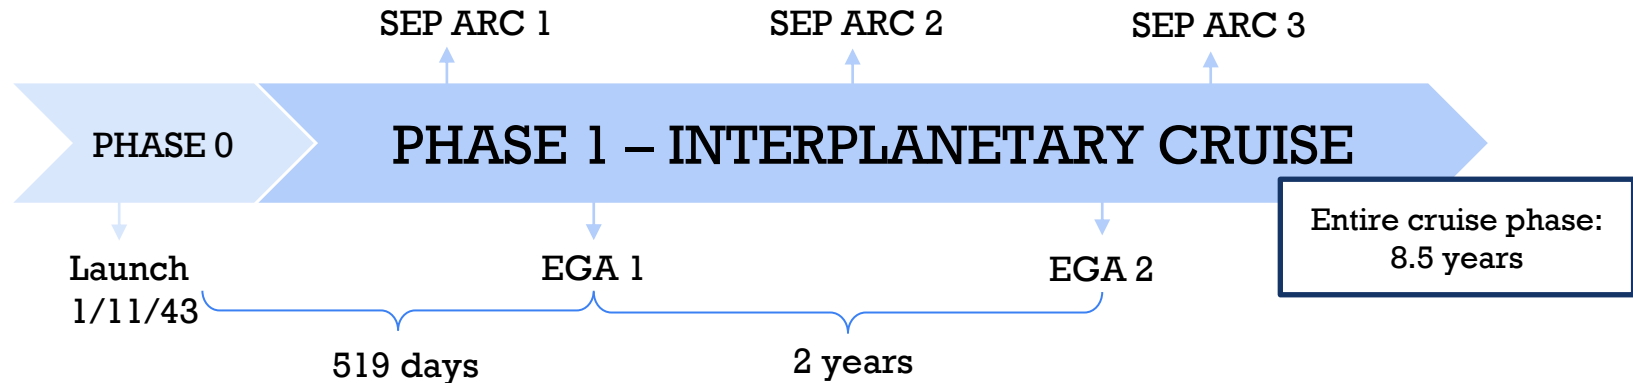 SEP ARC 1
SEP ARC 2
SEP ARC 3
PHASE 0
PHASE 1 – INTERPLANETARY CRUISE
Entire cruise phase:
8.5 years
Launch
1/11/43
EGA 1
EGA 2
519 days
2 years